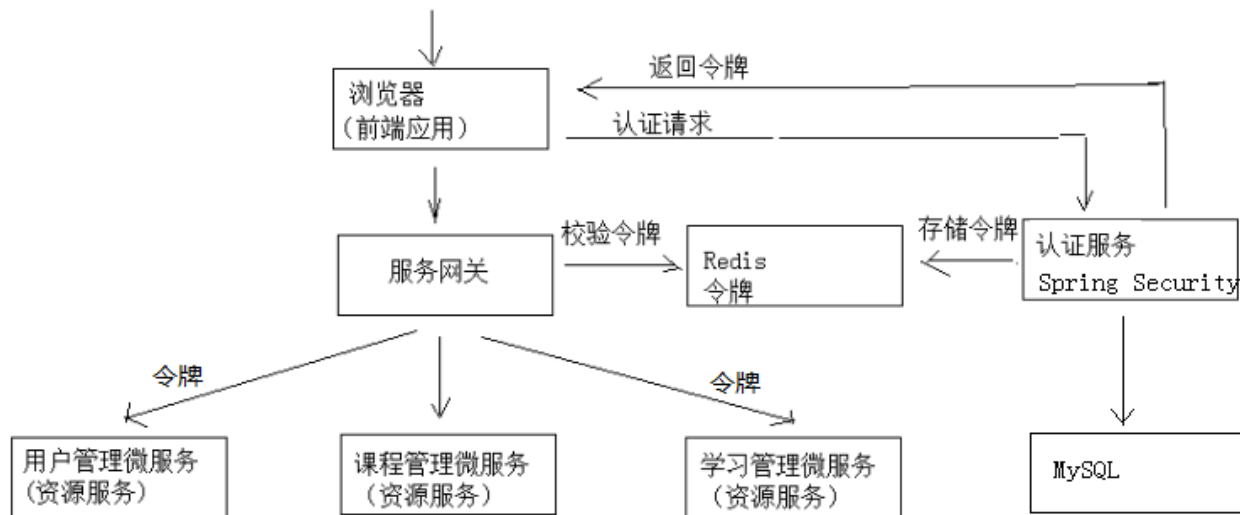 返回令牌
浏览器
（前端应用）
认证请求
校验令牌
存储令牌
服务网关
Redis
令牌
认证服务
Spring Security
令牌
令牌
用户管理微服务
(资源服务）
课程管理微服务
（资源服务）
学习管理微服务
（资源服务）
MySQL